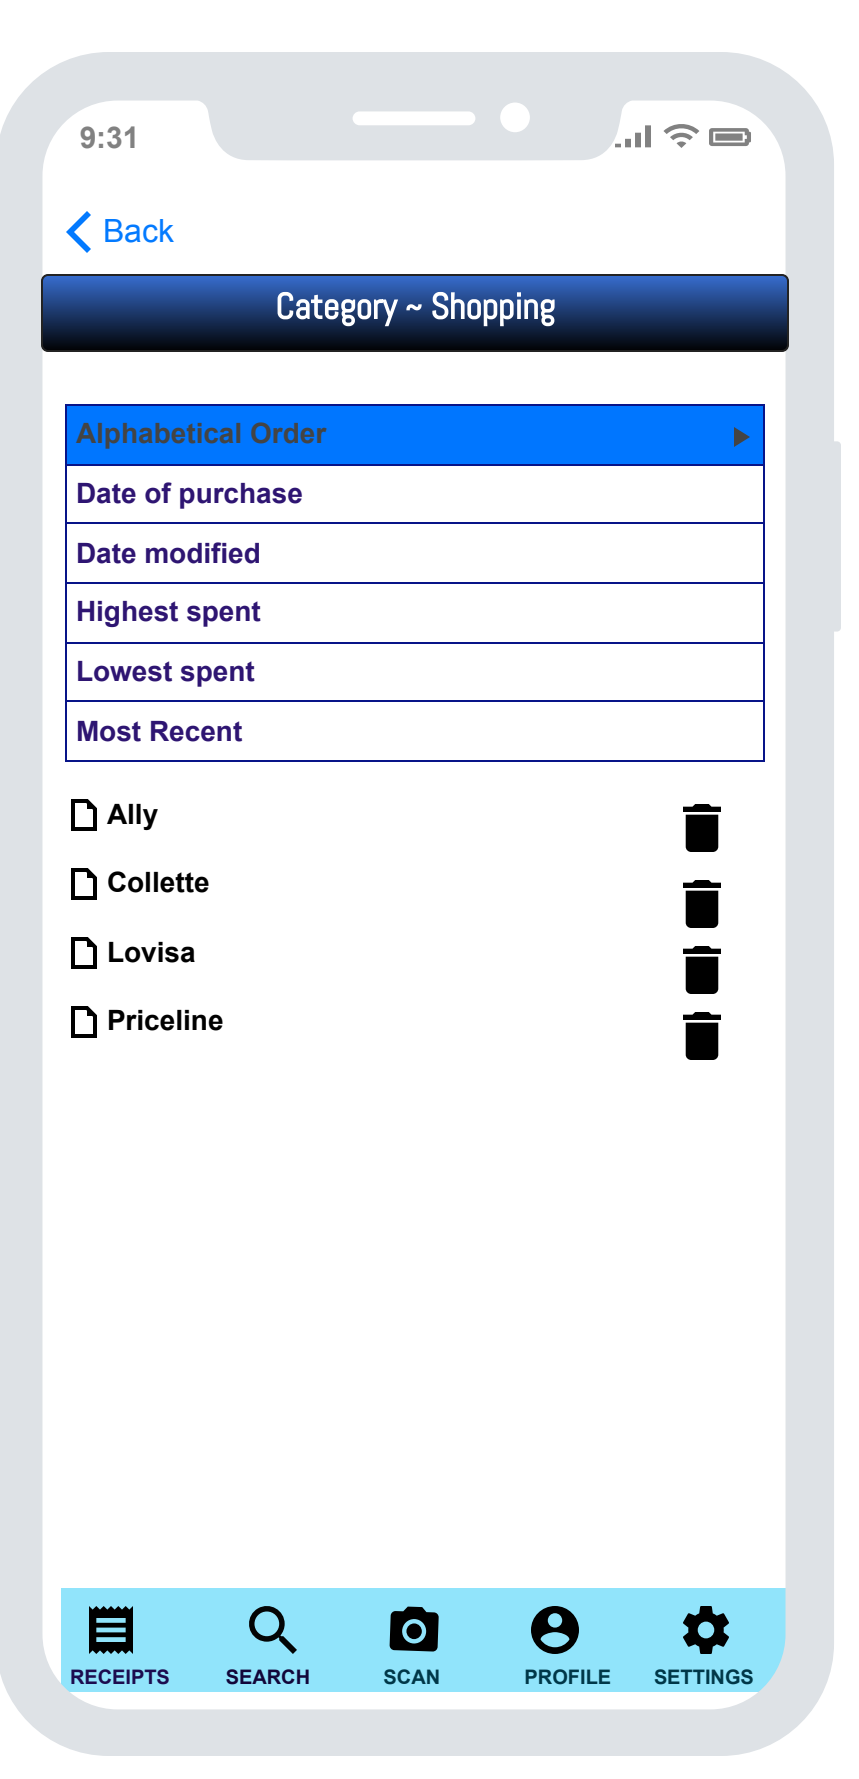 9:31
Back
Category ~ Shopping
Alphabetical Order
Date of purchase
Date modified
Highest spent
Lowest spent
Most Recent
Ally
Collette
Lovisa
Priceline
RECEIPTS SEARCH SCAN PROFILE SETTINGS